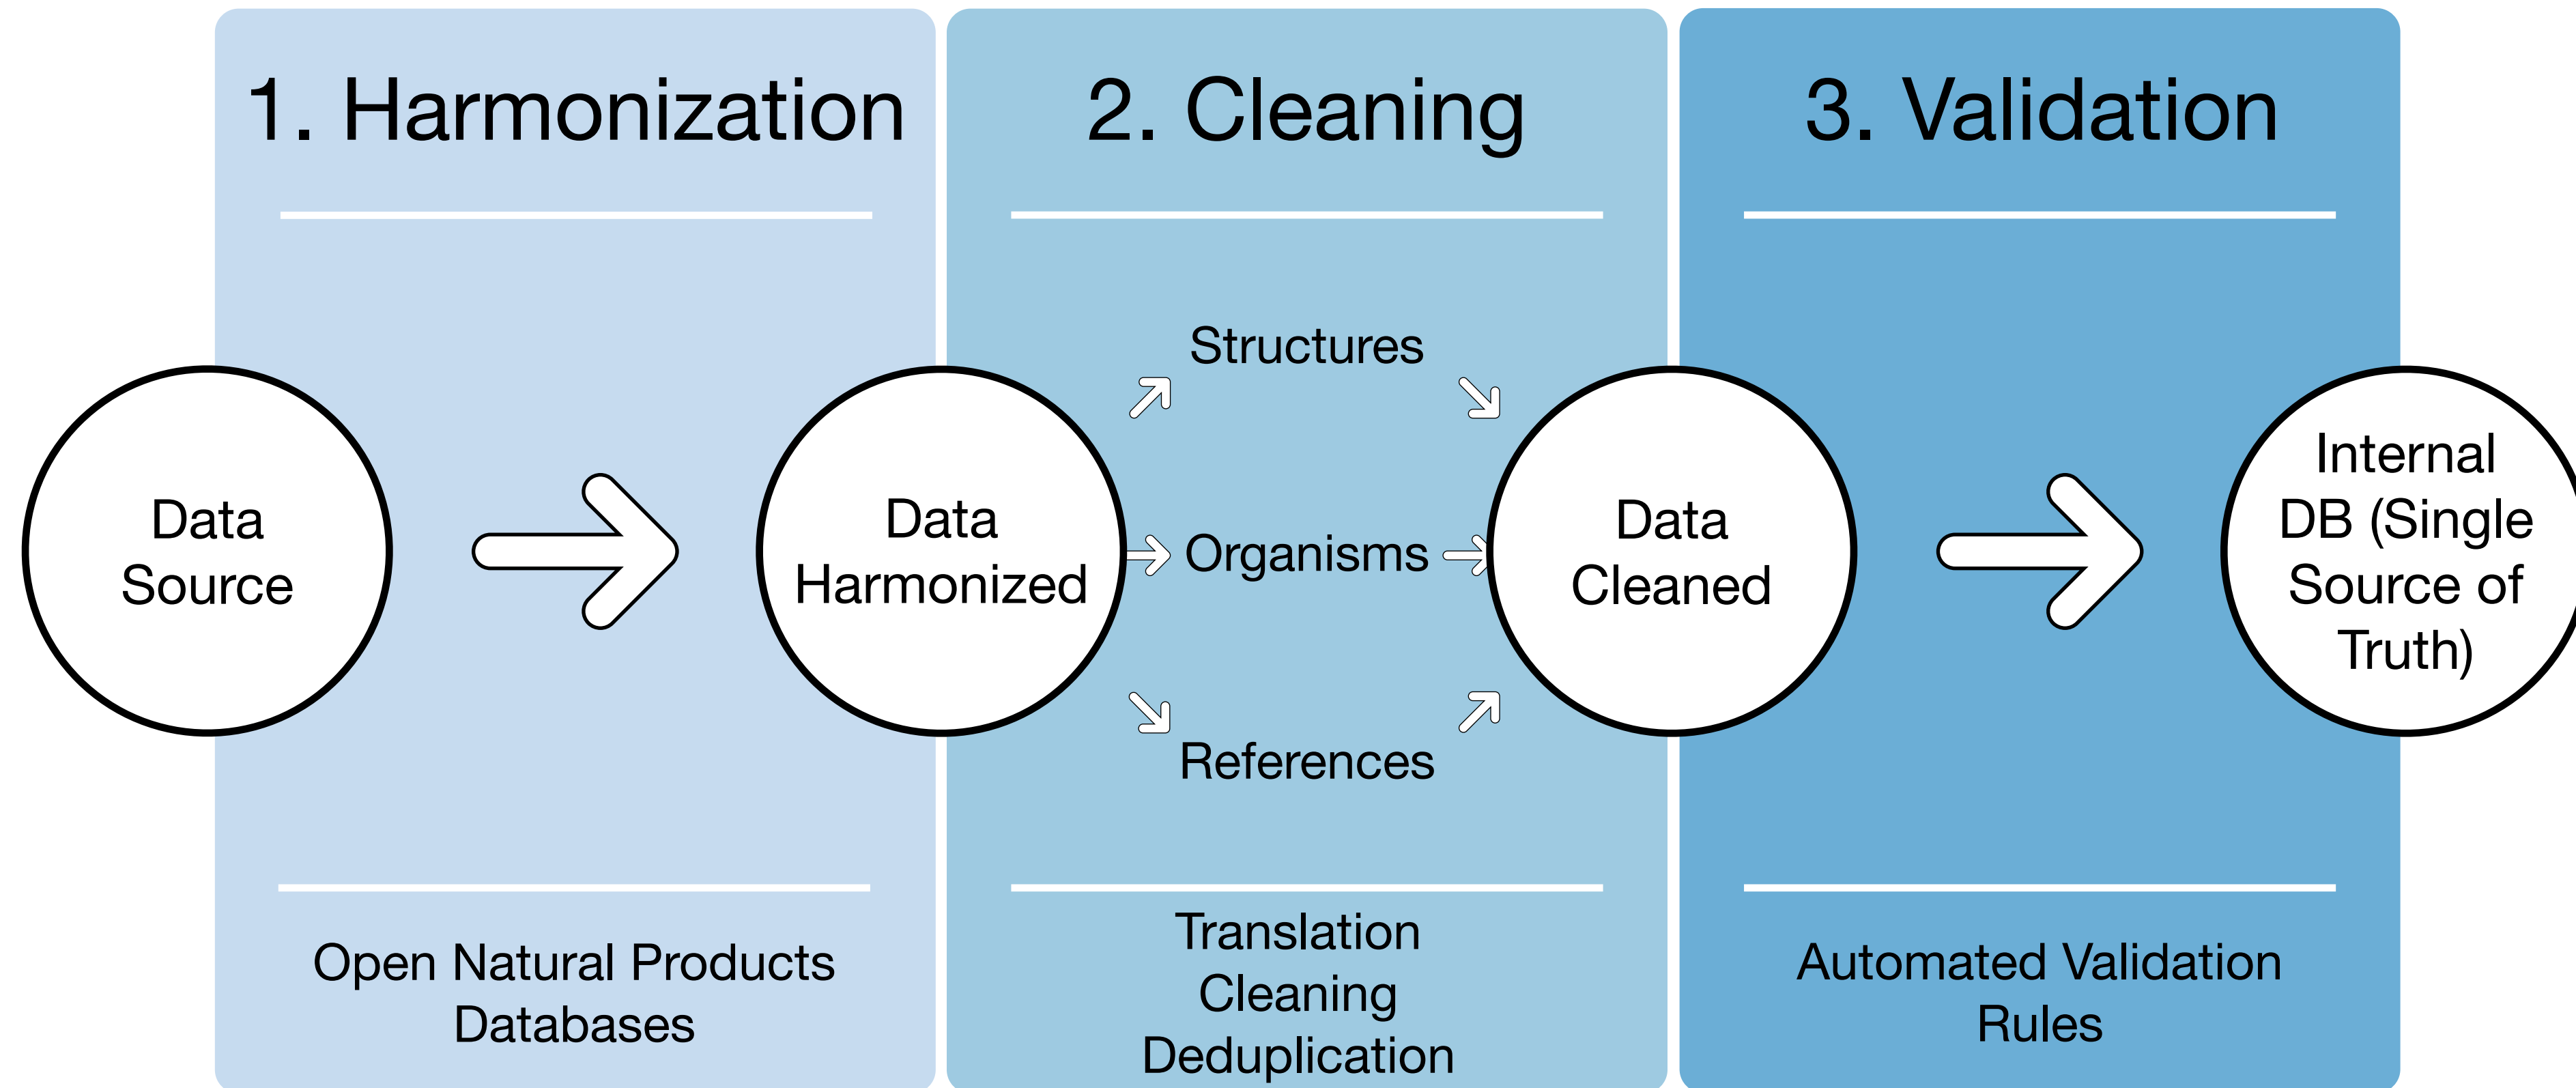 1. Harmonization
2. Cleaning
3. Validation
Data
Source
Data
Harmonized
Structures
Organisms
References
Data
Cleaned
Internal
DB (Single
Source of
Truth)
Open Natural Products
Databases
Translation
Cleaning
Deduplication
Automated Validation
Rules